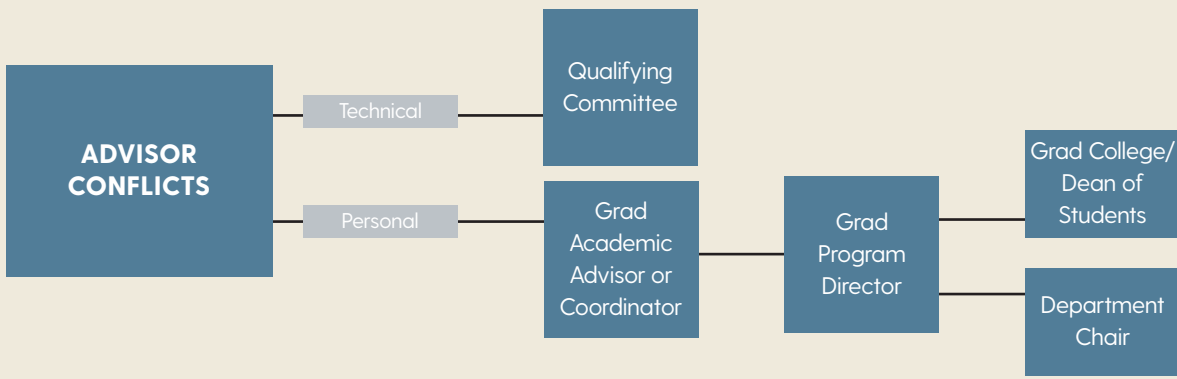 ADVISOR
CONFLICTS
Technical
Qualifying
Committee
Personal
Grad
Academic
Advisor or
Coordinator
Grad
Program
Director
Grad College/
Dean of
Students
Department
Chair